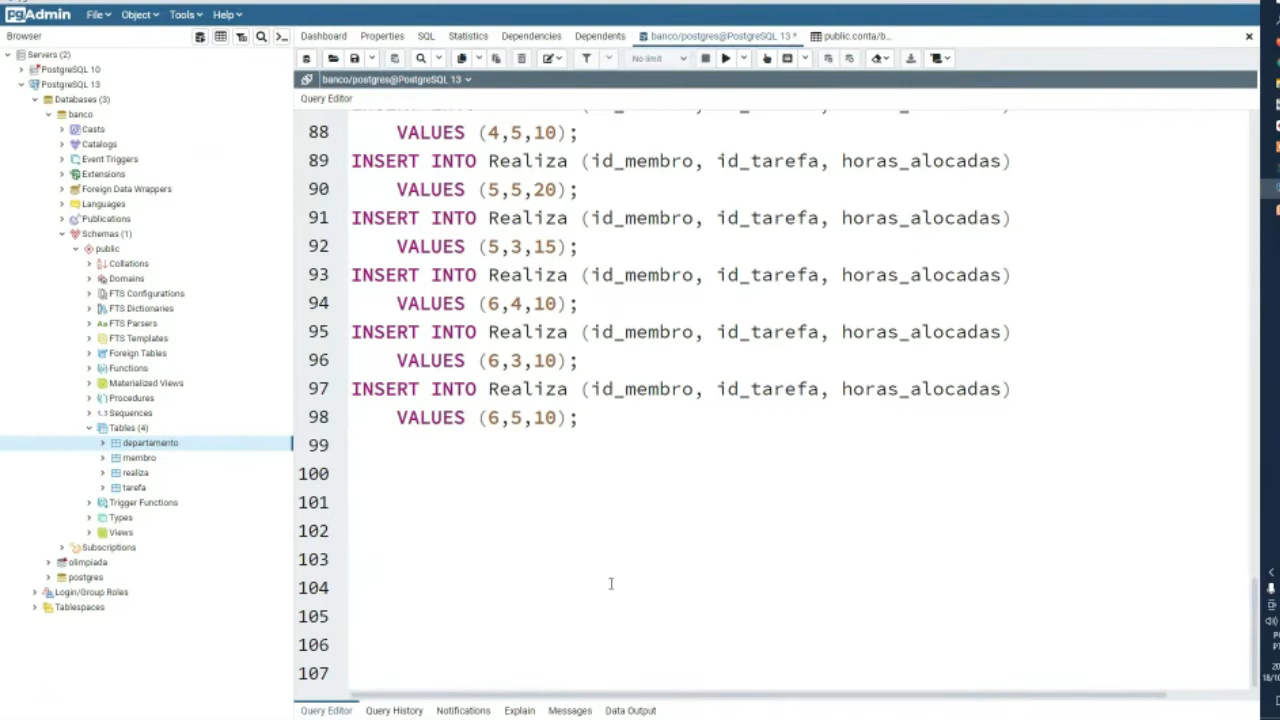 pgAdmin File Object Tools Help
Browser
Dashboard Properties SQL Statistics Dependencies Dependents banco/postgres@PostgreSQL 13 * public.conta/b...
No limit
banco/postgres@PostgreSQL 13
Query Editor
Servers (2)
PostgreSQL 10
PostgreSQL 13
Databases (3)
banco
Casts
Catalogs
Event Triggers
Extensions
Foreign Data Wrappers
Languages
Publications
Schemas (1)
public
Collations
Domains
FTS Configurations
FTS Dictionaries
FTS Parsers
FTS Templates
Foreign Tables
Functions
Materialized Views
Procedures
1..3 Sequences
Tables (4)
departamento
membro
realiza
tarefa
Trigger Functions
Types
Views
Subscriptions
olimpiada
postgres
Login/Group Roles
Tablespaces
88 VALUES (4,5,10);
89 INSERT INTO Realiza (id_membro, id_tarefa, horas_alocadas)
90 VALUES (5,5,20);
91 INSERT INTO Realiza (id_membro, id_tarefa, horas_alocadas)
92 VALUES (5,3,15);
93 INSERT INTO Realiza (id_membro, id_tarefa, horas_alocadas)
94 VALUES (6,4,10);
95 INSERT INTO Realiza (id_membro, id_tarefa, horas_alocadas)
96 VALUES (6,3,10);
97 INSERT INTO Realiza (id_membro, id_tarefa, horas_alocadas)
98 VALUES (6,5,10);
99
100
101
102
103
104
105
106
107
Query Editor Query History Notifications Explain Messages Data Output